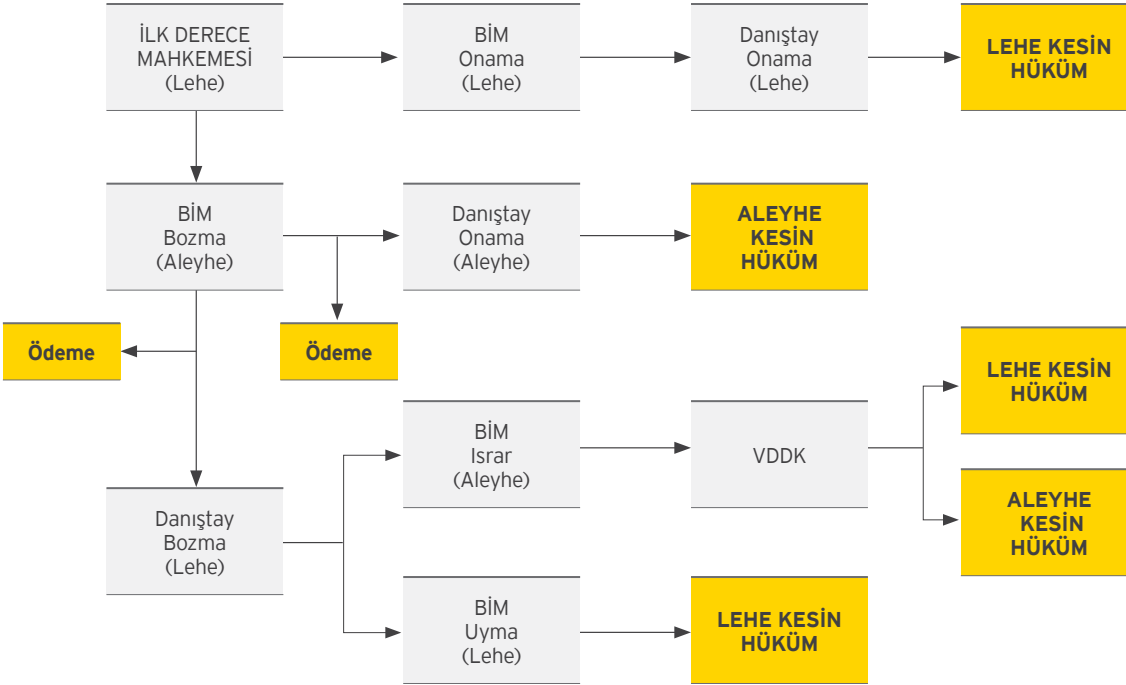 İLK DERECE
MAHKEMESİ
(Lehe)
BİM
Onama
(Lehe)
Danıştay
Onama
(Lehe)
LEHE KESİN
HÜKÜM
BİM
Bozma
(Aleyhe)
Danıştay
Onama
(Aleyhe)
ALEYHE
KESİN
HÜKÜM
Ödeme
Ödeme
BİM
Israr
(Aleyhe)
VDDK
LEHE KESİN
HÜKÜM
ALEYHE
KESİN
HÜKÜM
Danıştay
Bozma
(Lehe)
BİM
Uyma
(Lehe)
LEHE KESİN
HÜKÜM